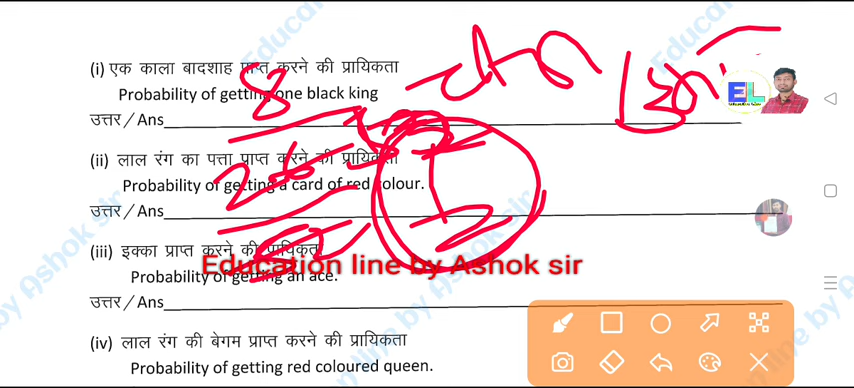 (i) एक काला बादशाह प्राप्त करने की प्रायिकता
Probability of getting one black king
उत्तर/Ans
(ii) लाल रंग का पत्ता प्राप्त करने की प्रायिकता
Probability of getting a card of red colour.
उत्तर/Ans
(iii) इक्का प्राप्त करने की प्रायिकता
Probability of getting an ace.
Education line by Ashok sir
उत्तर/Ans
(iv) लाल रंग की बेगम प्राप्त करने की प्रायिकता
Probability of getting red coloured queen.
EL